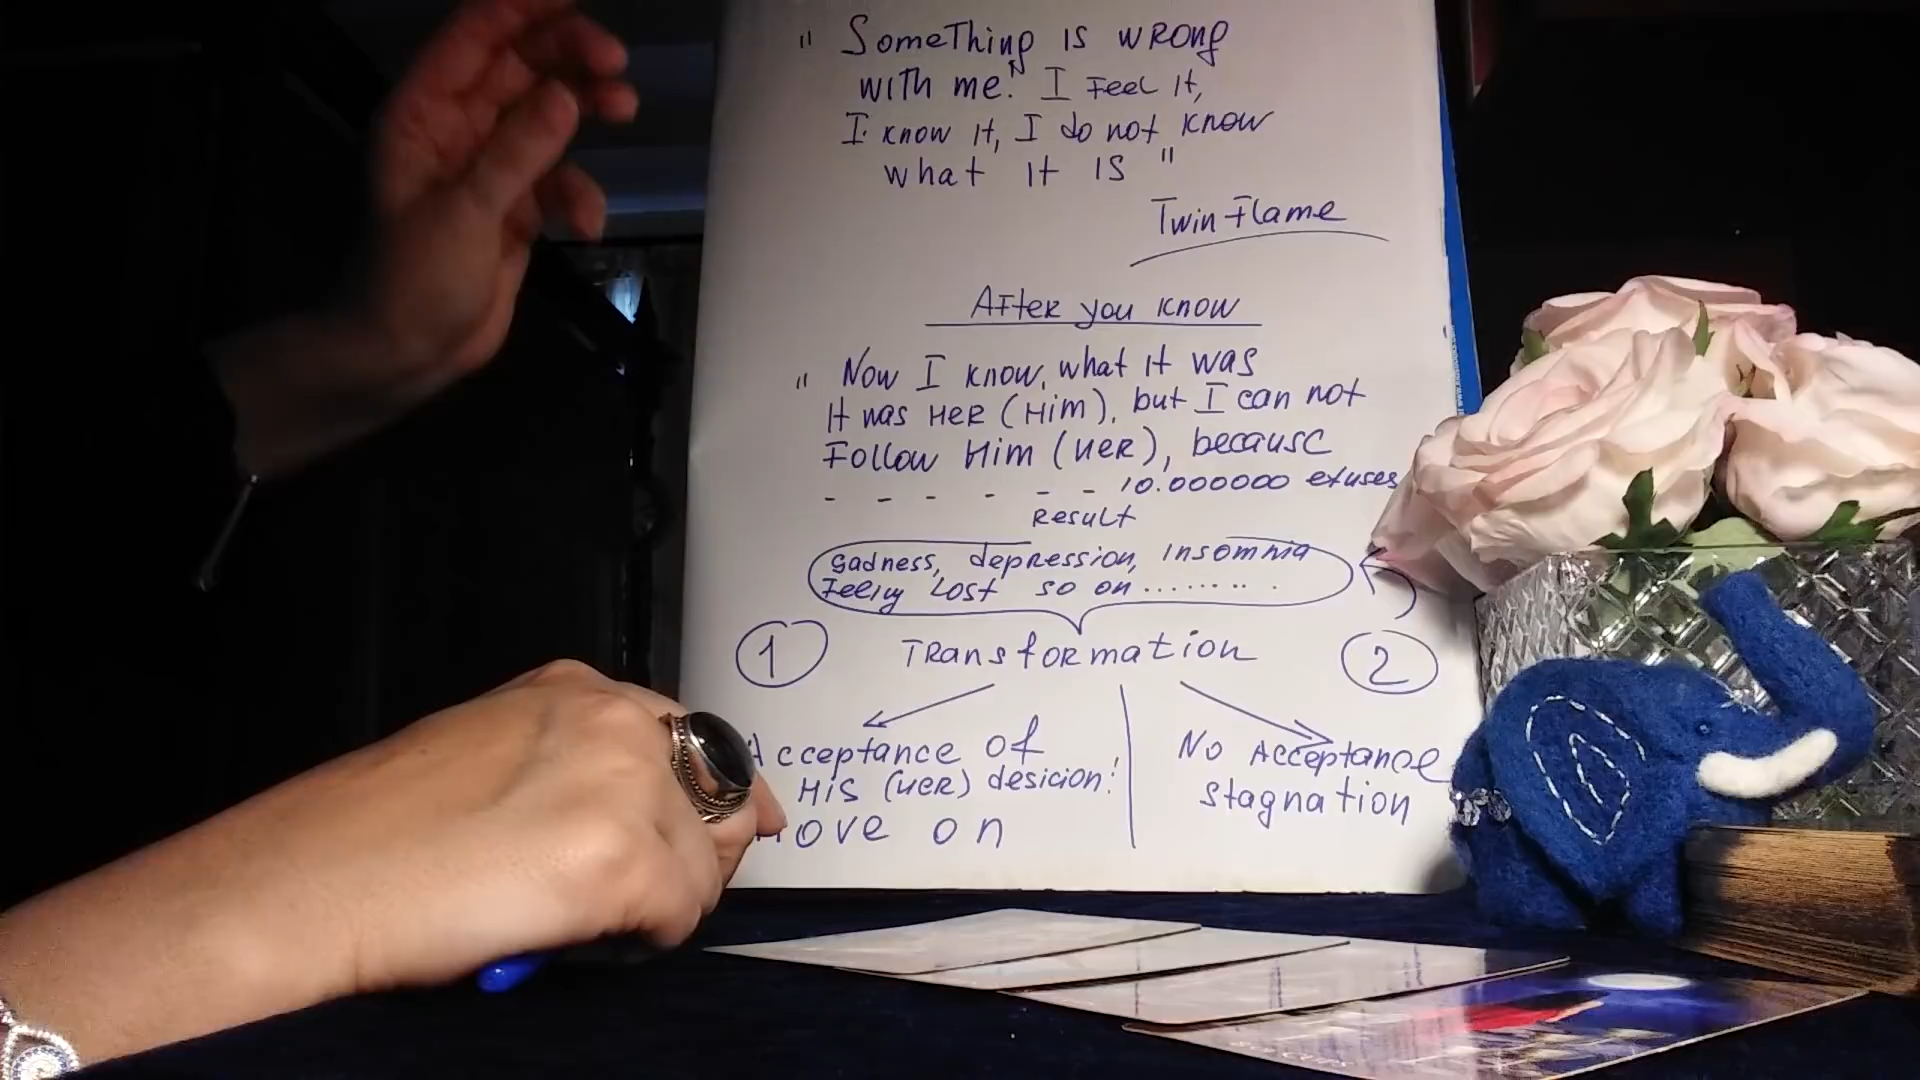 " Something is wrong
with me." I Feel it,
I know it, I do not know
what it is "
Twin Flame
After you know
" Now I know, what it was
It was Her (Him), but I can not
Follow Him (Her), because
- - - - - - 10.000000 exuses
Result
Sadness, depression, insomnia
Feeliy Lost so on ........ .
1 Transformation 2
Acceptance of
His (Her) desicion!
Move on
No Acceptance
Stagnation